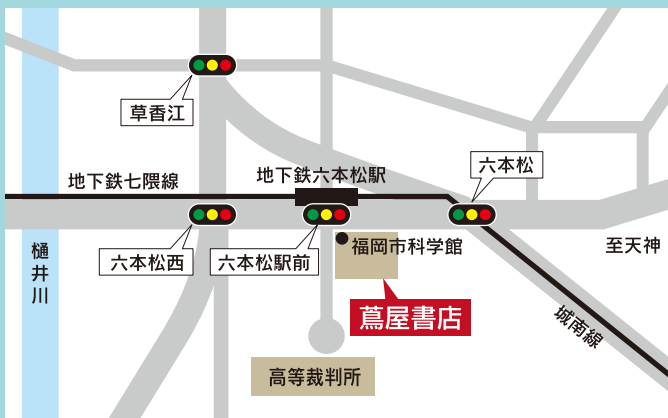 草香江
地下鉄七隈線
地下鉄六本松駅
六本松
樋井川
六本松西
六本松駅前
福岡市科学館
至天神
蔦屋書店
城南線
高等裁判所